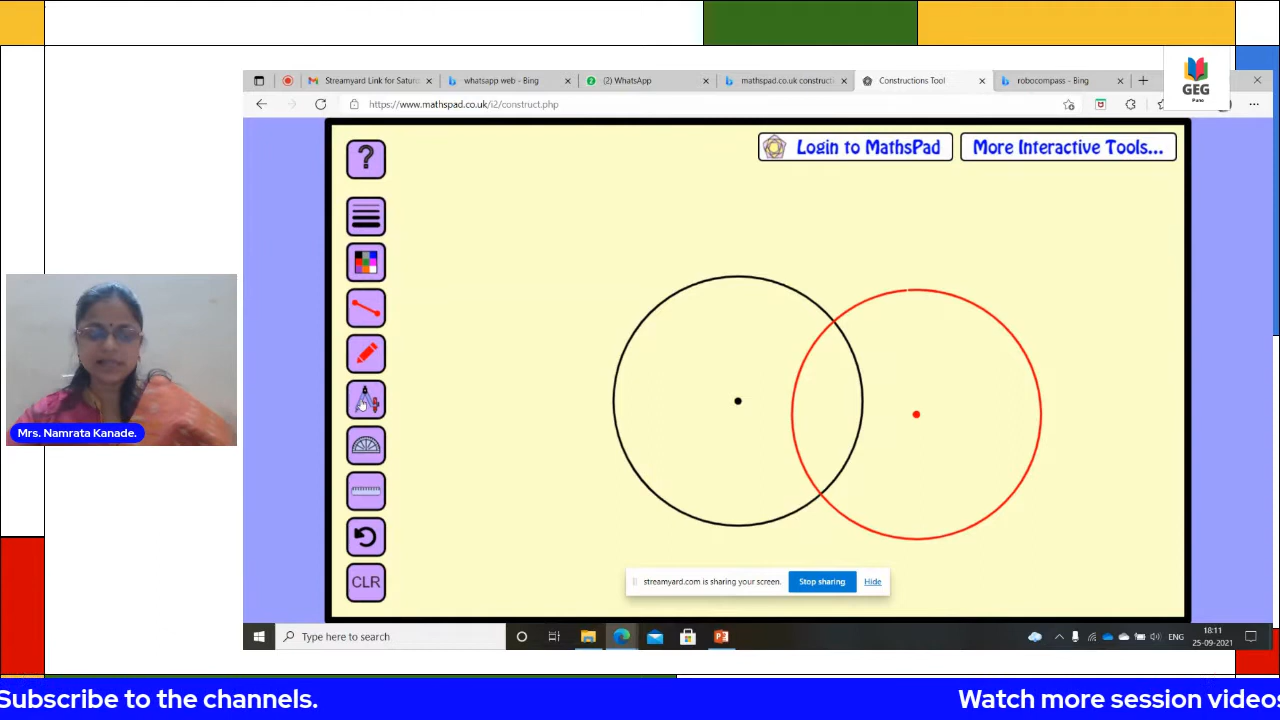 Streamyard Link for Satur
whatsapp web - Bing
(2) WhatsApp
mathspad.co.uk constructi
Constructions Tool
robocompass - Bing
https://www.mathspad.co.uk/i2/construct.php
GEG
Pune
?
Login to MathsPad
More Interactive Tools...
CLR
Mrs. Namrata Kanade.
streamyard.com is sharing your screen.
Stop sharing
Hide
Type here to search
ENG
18:11
25-09-2021
Subscribe to the channels.
Watch more session videos